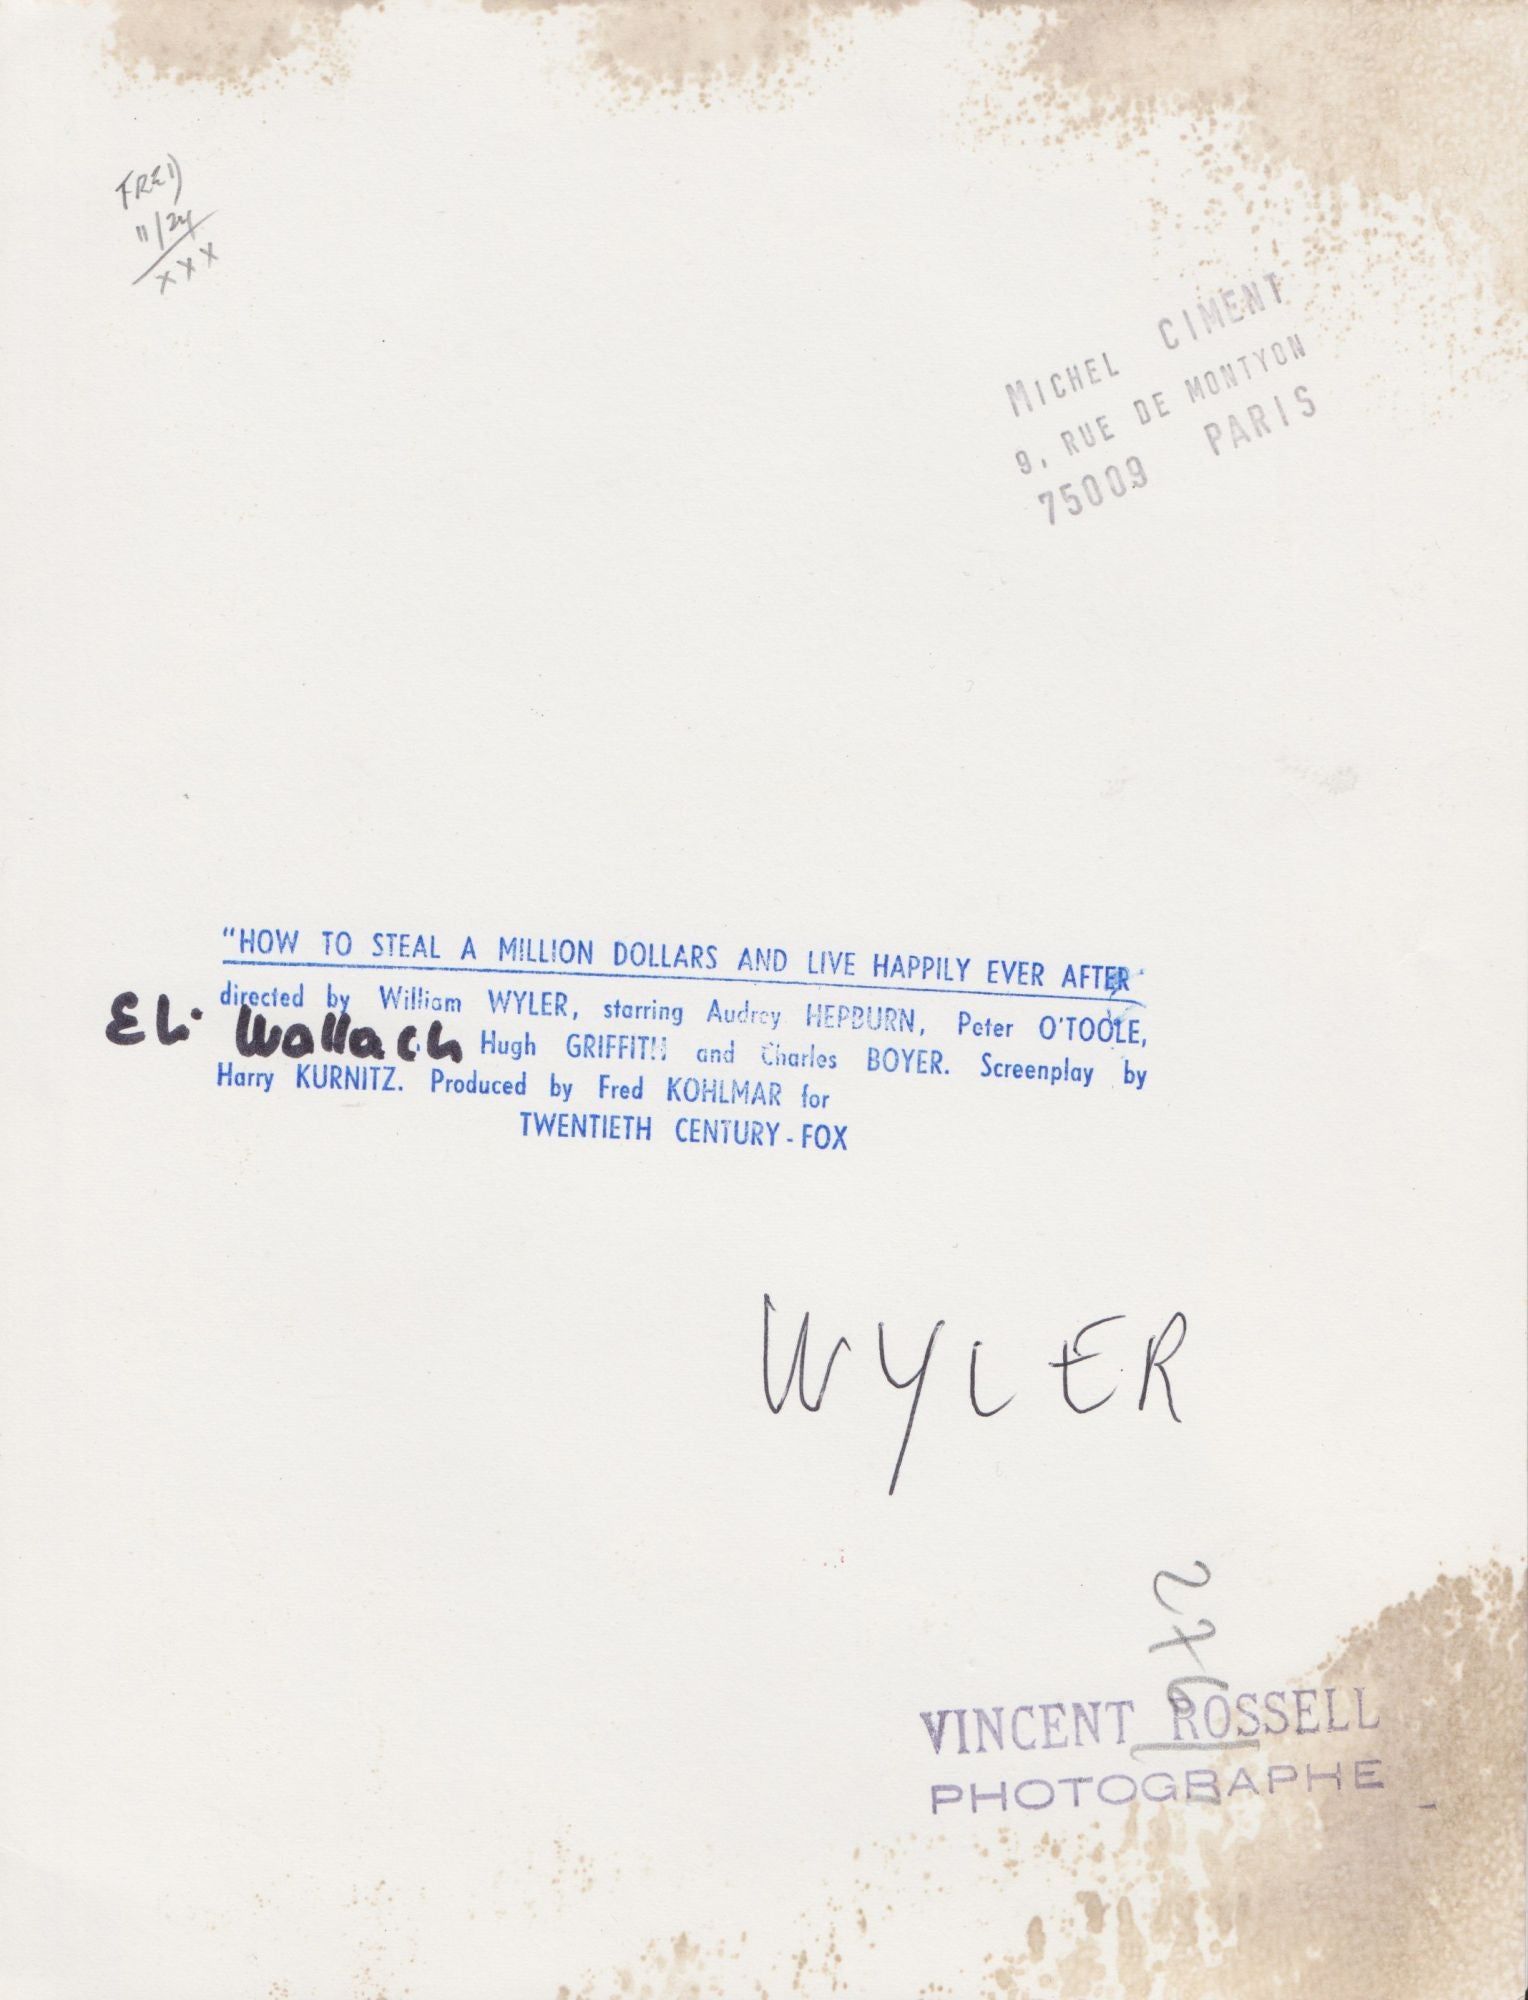 FRED
11/24
XXX
MICHEL CIMENT
9, RUE DE MONTYON
75009 PARIS
"HOW TO STEAL A MILLION DOLLARS AND LIVE HAPPILY EVER AFTER
directed by William WYLER, starring Audrey HEPBURN, Peter O'TOOLE,
ELi Wallach Hugh GRIFFITH and Charles BOYER. Screenplay by
Harry KURNITZ. Produced by Fred KOHLMAR for
TWENTIETH CENTURY-FOX
WYLER
VINCENT ROSSELL
PHOTOGRAPHE